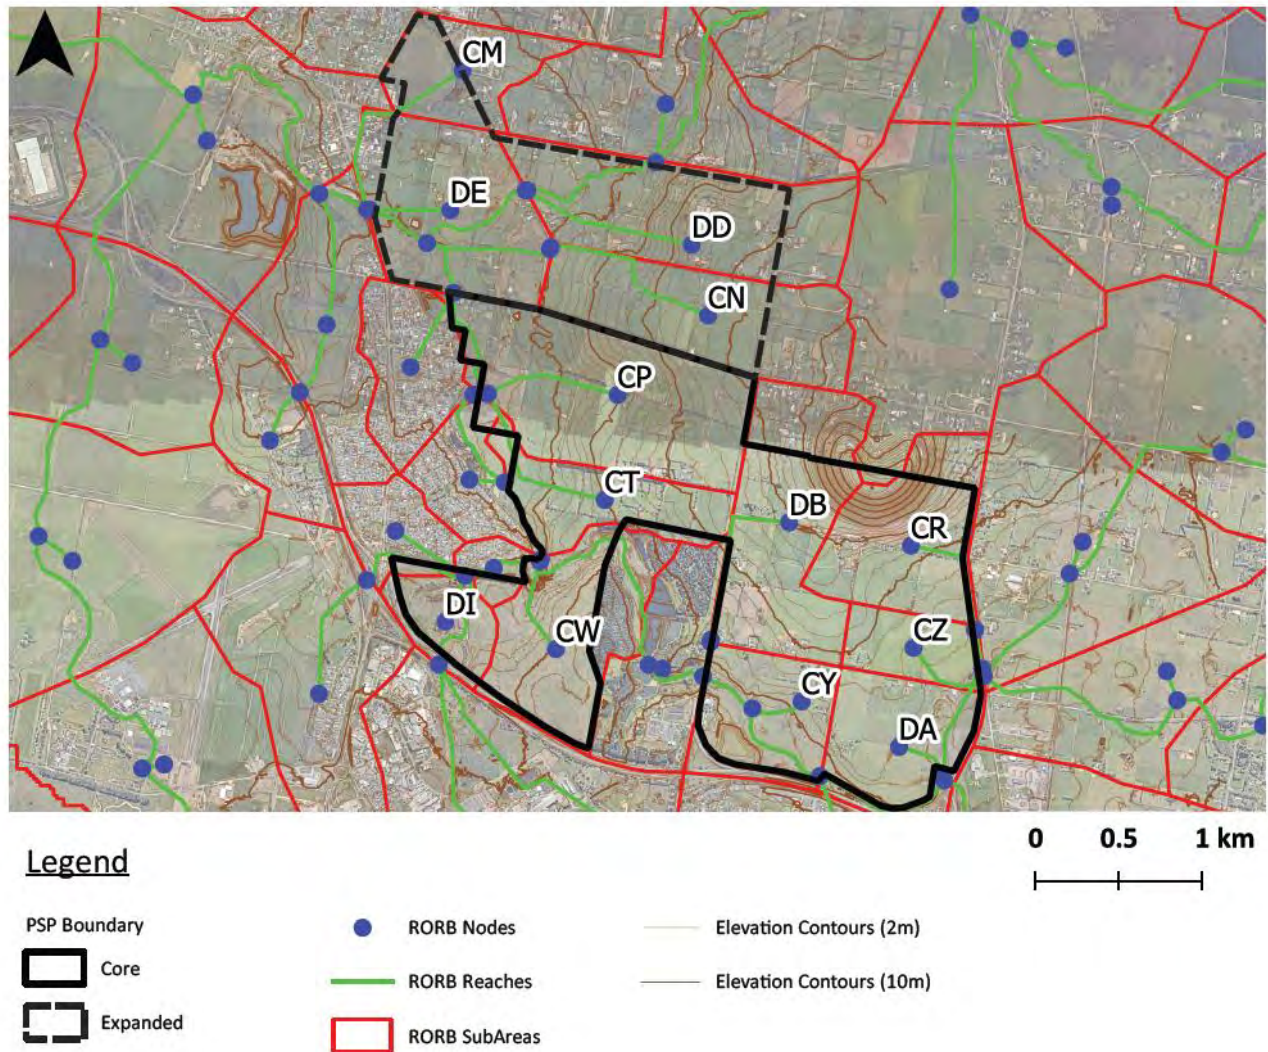 CM
DE
DD
CN
CP
CT
DB
CR
DI
CW
CZ
CY
DA
0 0.5 1 km
Legend
PSP Boundary
Core
Expanded
RORB Nodes
RORB Reaches
RORB SubAreas
Elevation Contours (2m)
Elevation Contours (10m)